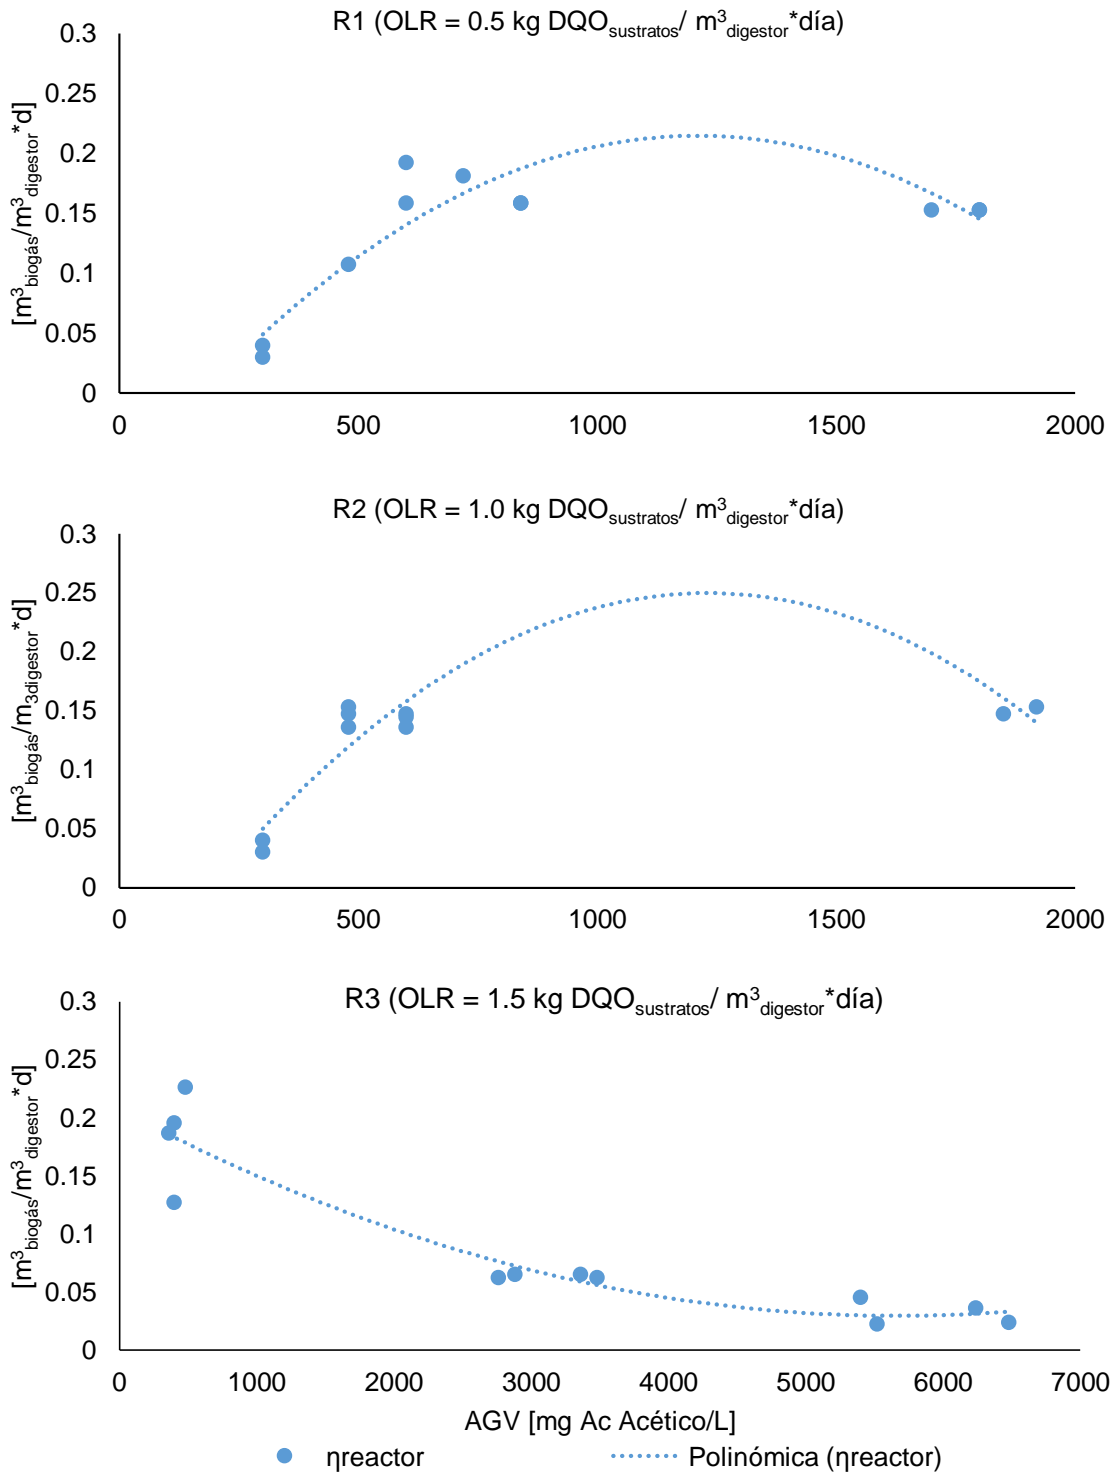 R1 (OLR = 0.5 kg DQOsustratos/ m³digestor*día)
[m³biogás/m³digestor*d]
0.3
0.25
0.2
0.15
0.1
0.05
0
0 500 1000 1500 2000
R2 (OLR = 1.0 kg DQOsustratos/ m³digestor*día)
[m³biogás/m3digestor*d]
0.3
0.25
0.2
0.15
0.1
0.05
0
0 500 1000 1500 2000
R3 (OLR = 1.5 kg DQOsustratos/ m³digestor*día)
[m³biogás/m³digestor*d]
0.3
0.25
0.2
0.15
0.1
0.05
0
0 1000 2000 3000 4000 5000 6000 7000
AGV [mg Ac Acético/L]
ηreactor Polinómica (ηreactor)